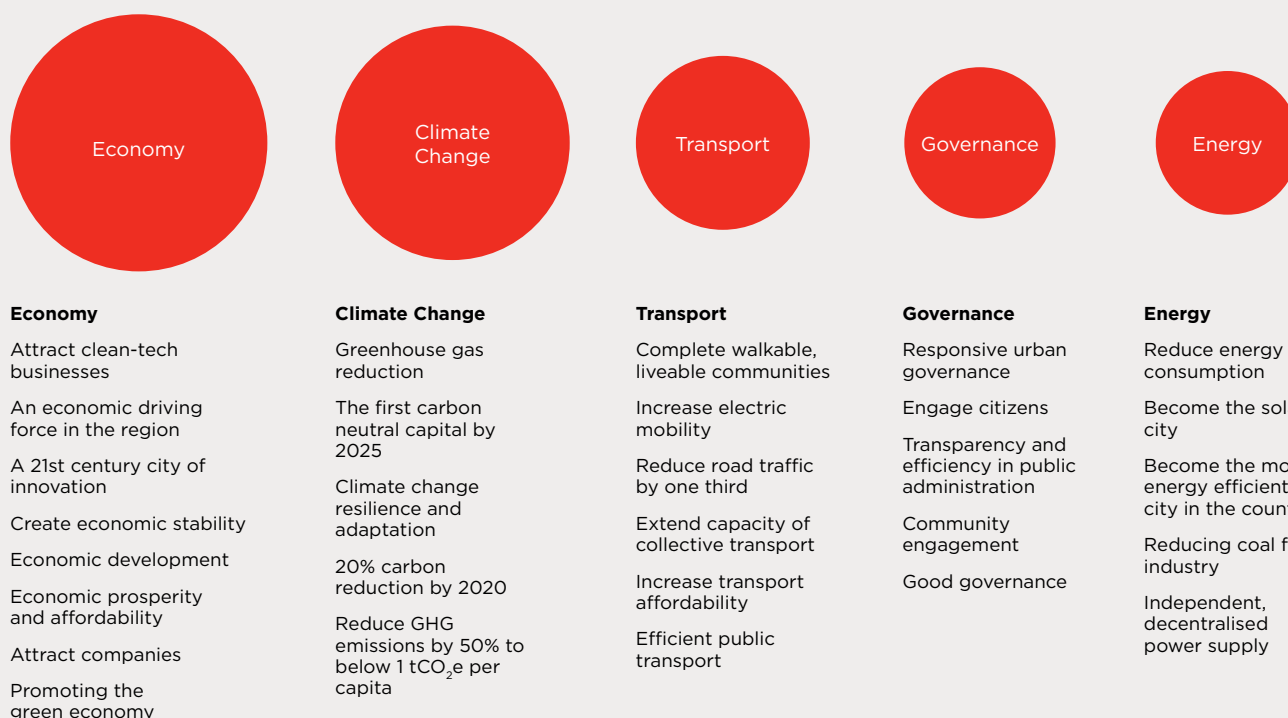 Economy
Climate
Change
Transport
Governance
Energy
Economy
Attract clean-tech
businesses
An economic driving
force in the region
A 21st century city of
innovation
Create economic stability
Economic development
Economic prosperity
and affordability
Attract companies
Promoting the
green economy
Climate Change
Greenhouse gas
reduction
The first carbon
neutral capital by
2025
Climate change
resilience and
adaptation
20% carbon
reduction by 2020
Reduce GHG
emissions by 50% to
below 1 tCO₂e per
capita
Transport
Complete walkable,
liveable communities
Increase electric
mobility
Reduce road traffic
by one third
Extend capacity of
collective transport
Increase transport
affordability
Efficient public
transport
Governance
Responsive urban
governance
Engage citizens
Transparency and
efficiency in public
administration
Community
engagement
Good governance
Energy
Reduce energy
consumption
Become the
city
Become the
energy efficient
city in the
Reducing coal
industry
Independent,
decentralised
power supply